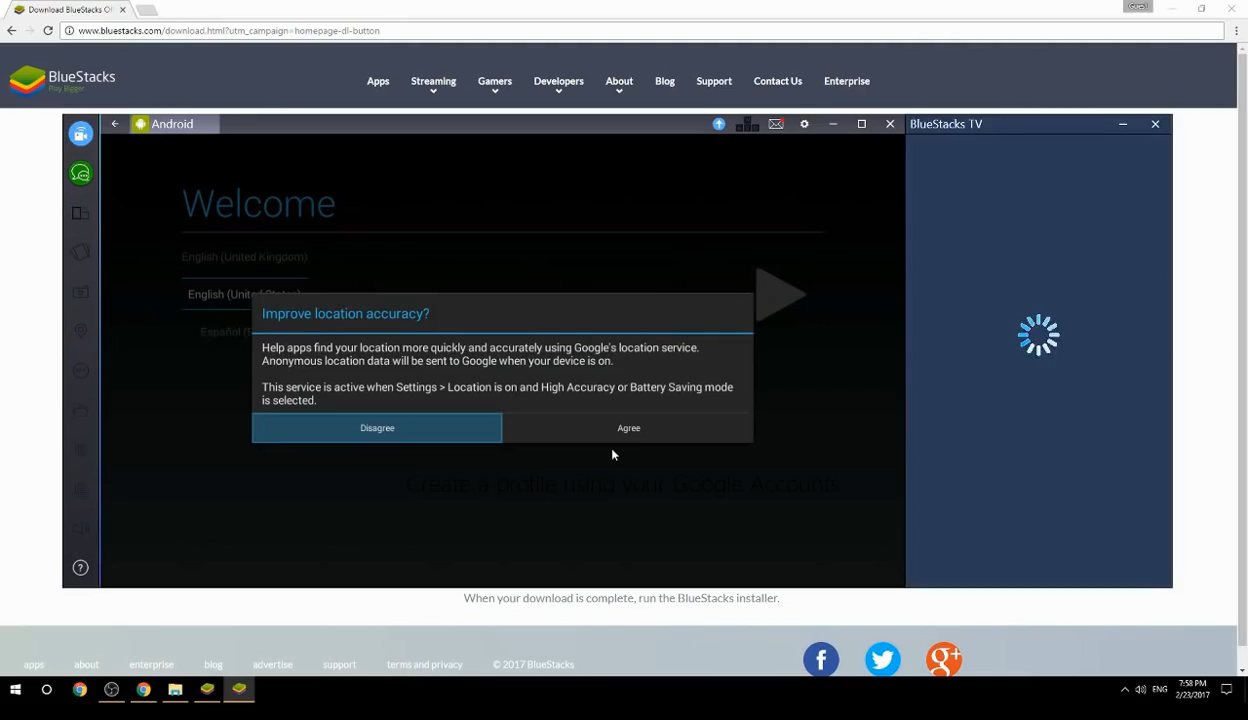 Download BlueStacks Of
Guest
www.bluestacks.com/download.html?utm_campaign=homepage-dl-button
BlueStacks
Play Bigger
Apps
Streaming
Gamers
Developers
About
Blog
Support
Contact Us
Enterprise
Android
BlueStacks TV
Welcome
English (United Kingdom)
English (United States)
Español (
Improve location accuracy?
Help apps find your location more quickly and accurately using Google's location service.
Anonymous location data will be sent to Google when your device is on.
This service is active when Settings > Location is on and High Accuracy or Battery Saving mode
is selected.
Disagree
Agree
Create a profile using your Google Accounts
When your download is complete, run the BlueStacks installer.
apps
about
enterprise
blog
advertise
support
terms and privacy
© 2017 BlueStacks
ENG
7:58 PM
2/23/2017